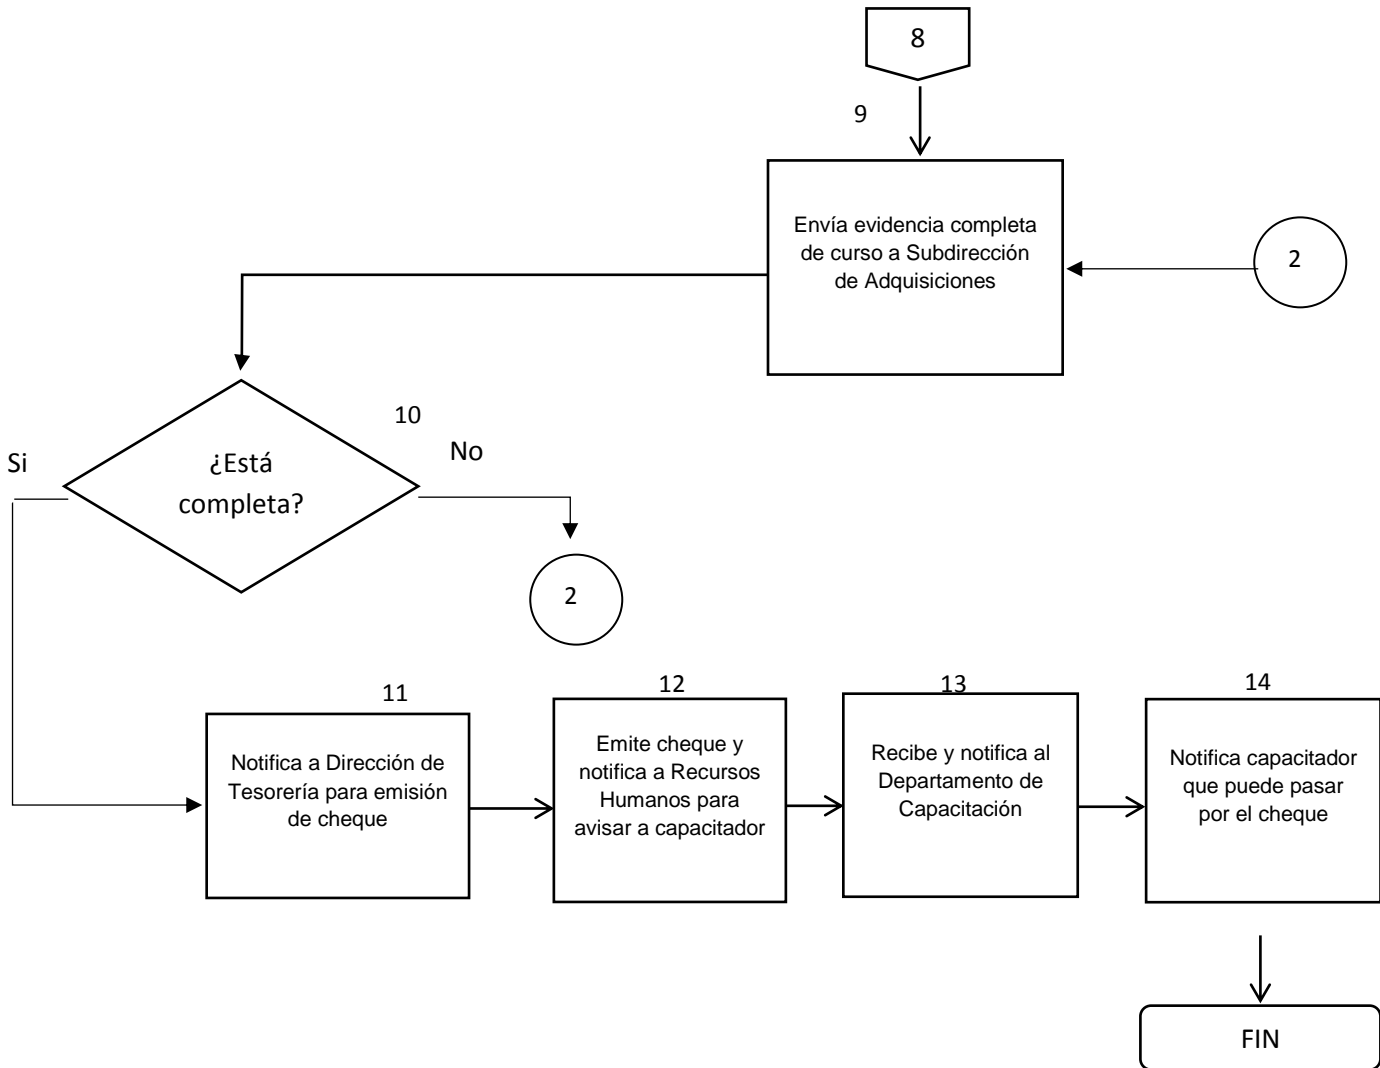 8
9
Envía evidencia completa
de curso a Subdirección
de Adquisiciones
2
10
Si
No
¿Está
completa?
2
11
12
13
14
Notifica a Dirección de
Tesorería para emisión
de cheque
Emite cheque y
notifica a Recursos
Humanos para
avisar a capacitador
Recibe y notifica al
Departamento de
Capacitación
Notifica capacitador
que puede pasar
por el cheque
FIN